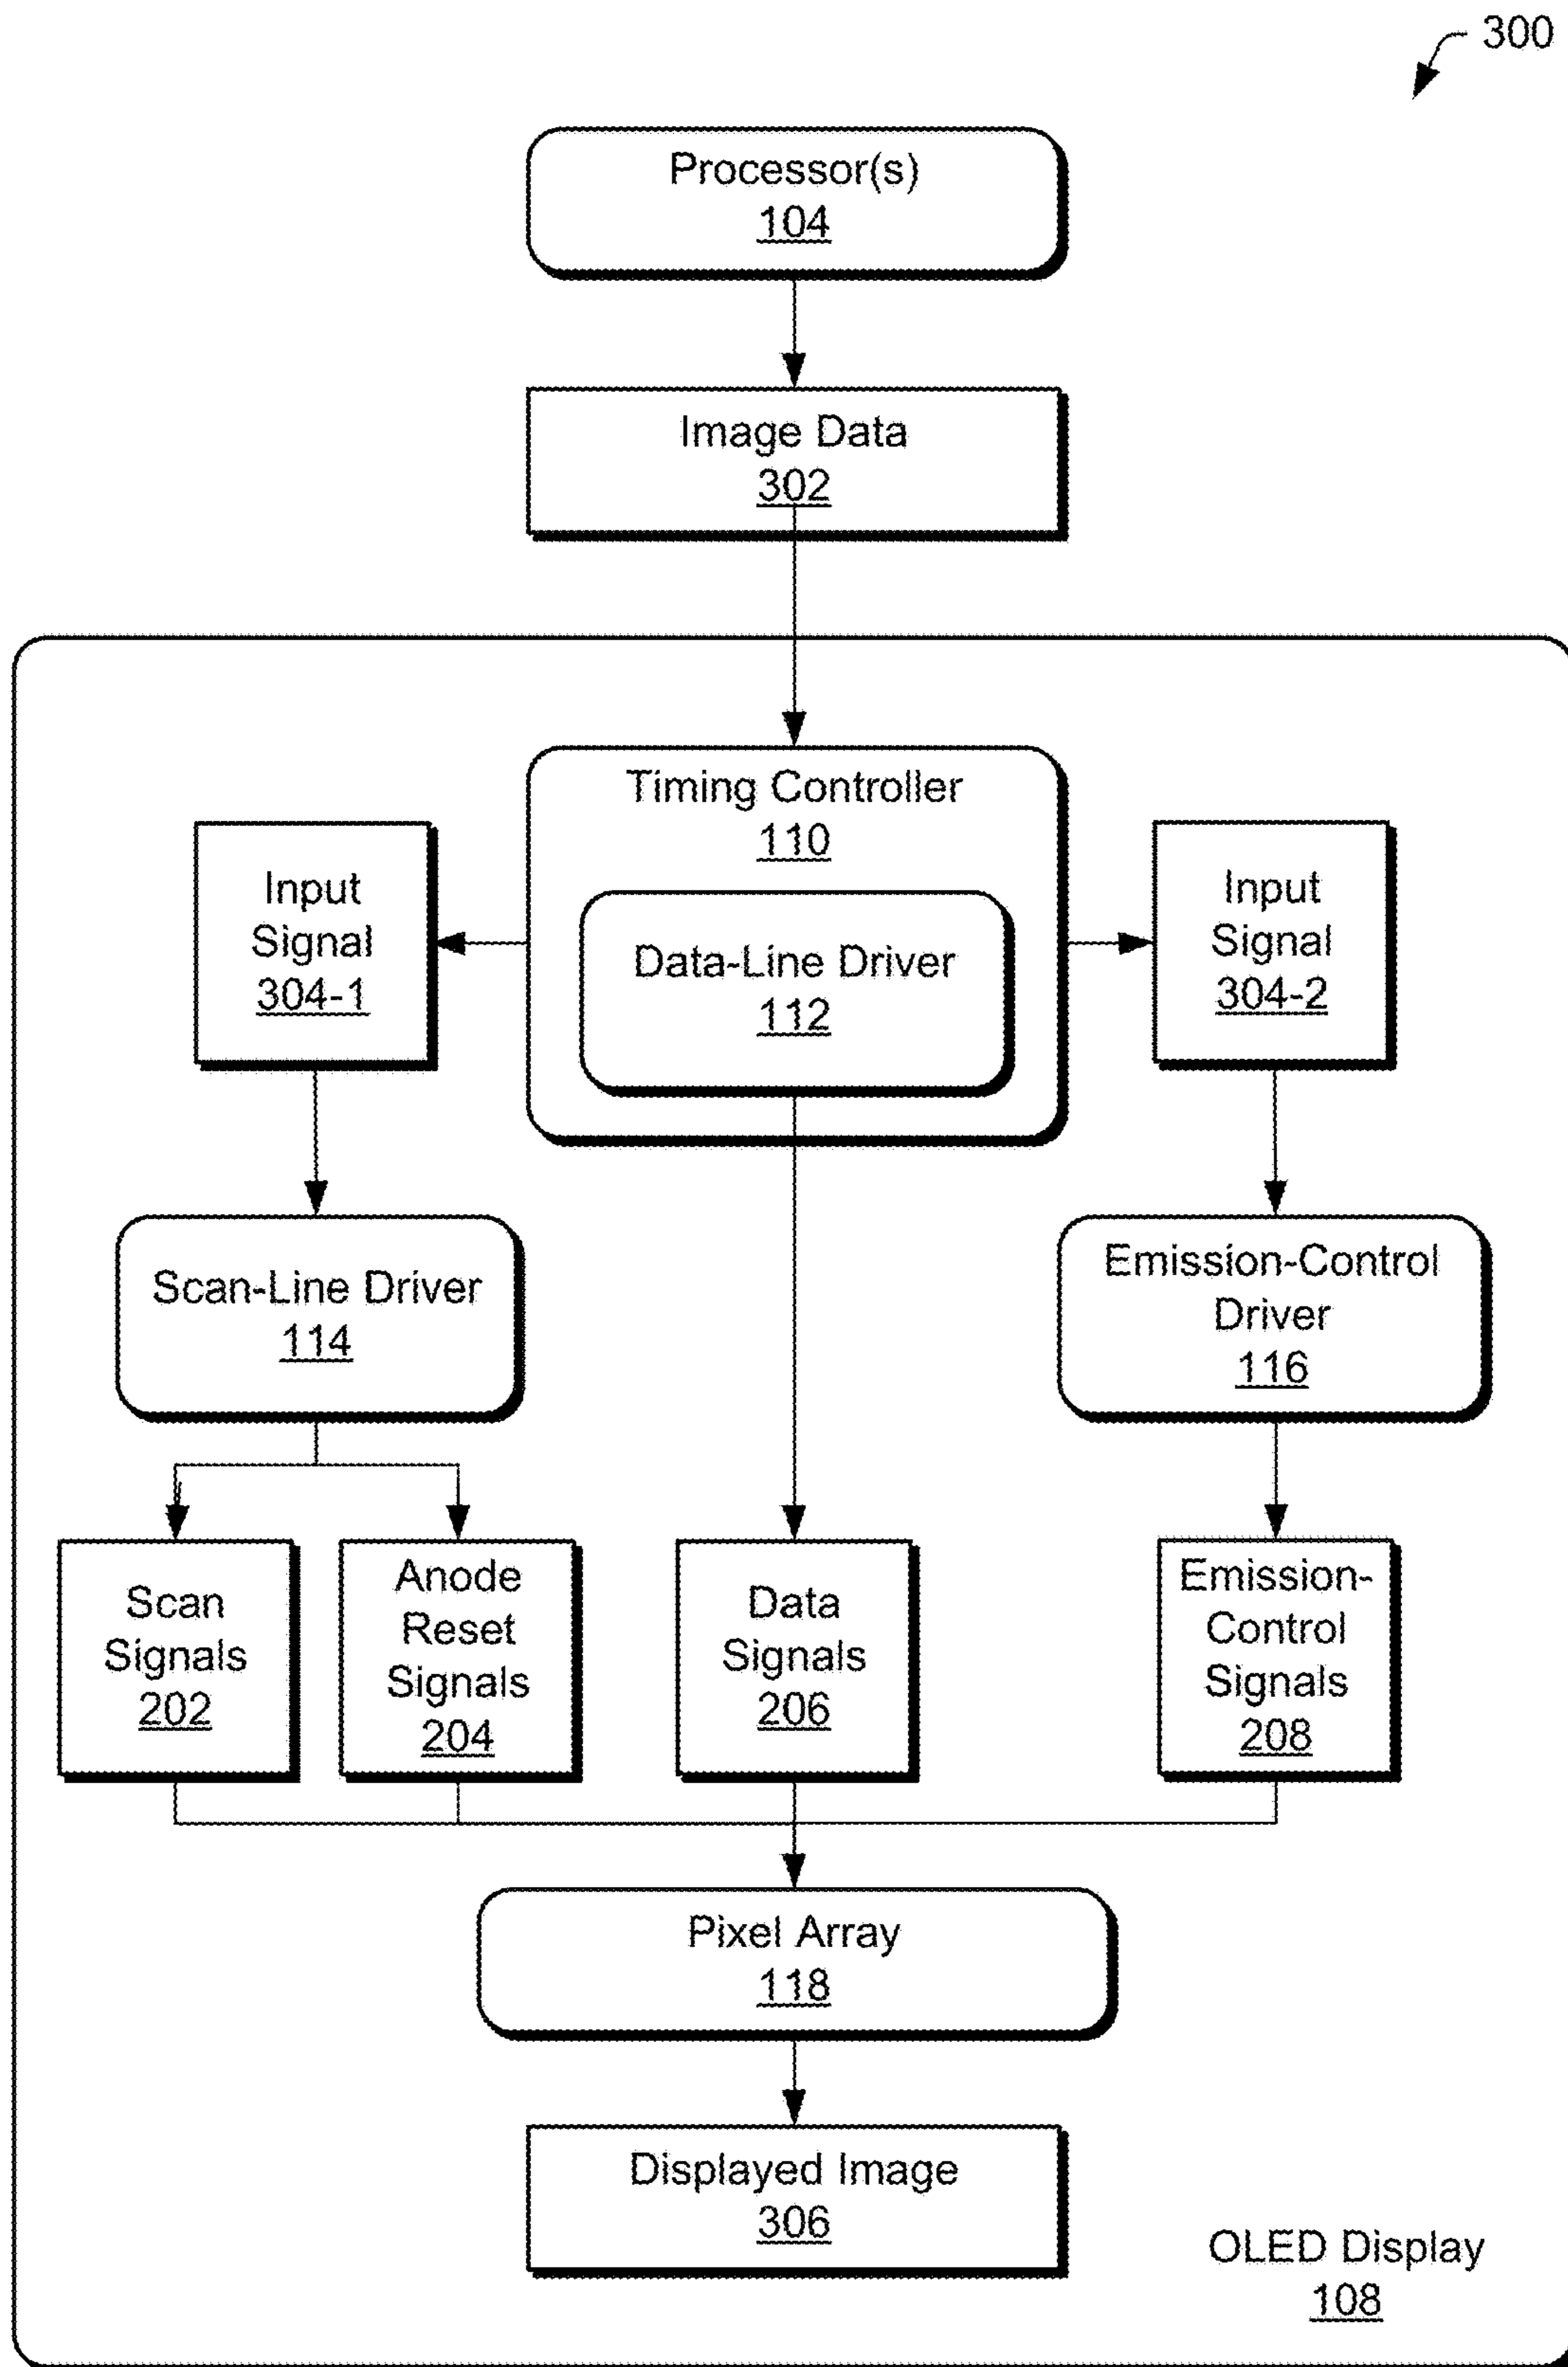 300
Processor(s)
104
Image Data
302
Timing Controller
110
Input
Signal
304-1
Data-Line Driver
112
Input
Signal
304-2
Scan-Line Driver
114
Emission-Control
Driver
116
Scan
Signals
202
Anode
Reset
Signals
204
Data
Signals
206
Emission-
Control
Signals
208
Pixel Array
118
Displayed Image
306
OLED Display
108